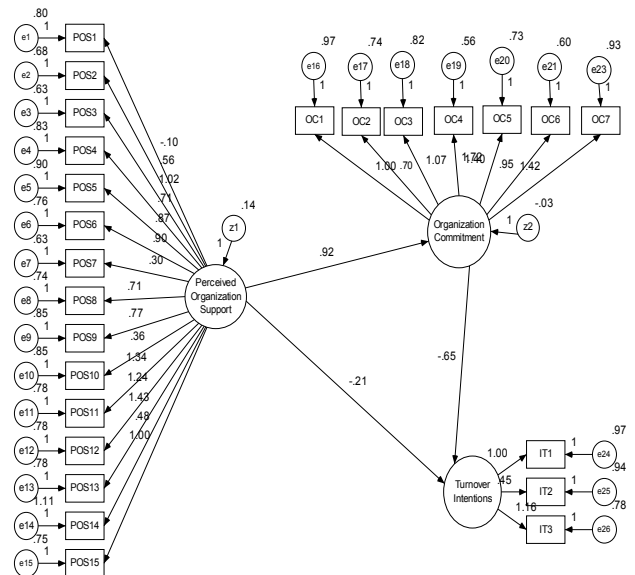 .80
e1 1 POS1
.68
e2 1 POS2
.63
e3 1 POS3
.83
e4 1 POS4
.90
e5 1 POS5
.76
e6 1 POS6
.63
e7 1 POS7
.74
e8 1 POS8
.85
e9 1 POS9
.85
e10 1 POS10
.78
e11 1 POS11
.78
e12 1 POS12
.78
e13 1 POS13
1.11
e14 1 POS14
.75
e15 1 POS15
-.10
.56
1.02
.71
.87
.90
.30
.71
.77
.36
1.34
1.24
1.43
.48
1.00
.14
z1
1
Perceived
Organization
Support
.92
-.21
.97 .74 .82 .56 .73 .60 .93
e16 e17 e18 e19 e20 e21 e23
1 1 1 1 1 1 1
OC1 OC2 OC3 OC4 OC5 OC6 OC7
1.00 .70 1.07 .95 1.42
Organization
Commitment
-.03
1 z2
-.65
Turnover
Intentions
1.00
.45
1.16
.97
IT1 1 e24
.94
IT2 1 e25
.78
IT3 1 e26